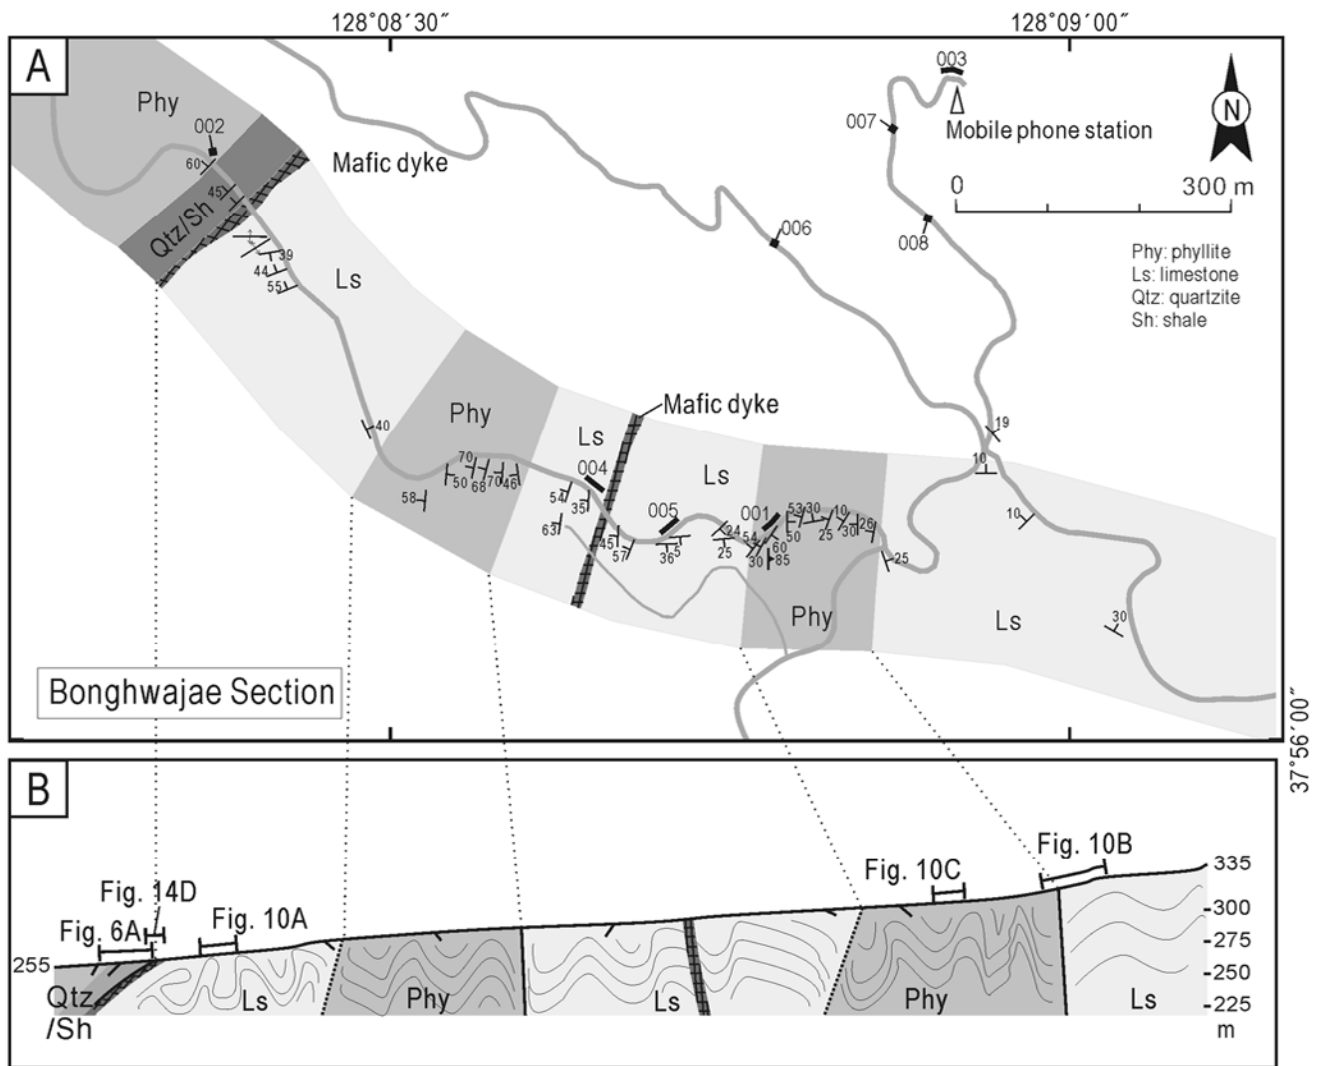 128°08´30˝
128°09´00˝
A
N
003
Phy
002
007
Mobile phone station
Mafic dyke
60
0
300 m
45
Qtz/Sh
006
008
Phy: phyllite
Ls: limestone
Qtz: quartzite
Sh: shale
39
44
55
Ls
Mafic dyke
Phy
40
19
Ls
10
70
004
Ls
50
68
70
46
58
54
35
005
001
53
30
10
26
10
63
24
54
50
25
30
45
57
36
5
25
30
60
85
25
Phy
Ls
30
Bonghwajae Section
37°56´00˝
B
Fig. 10B
Fig. 10C
335
Fig. 14D
Fig. 10A
300
Fig. 6A
275
255
250
Qtz
/Sh
Ls
Phy
Ls
Phy
Ls
225
m